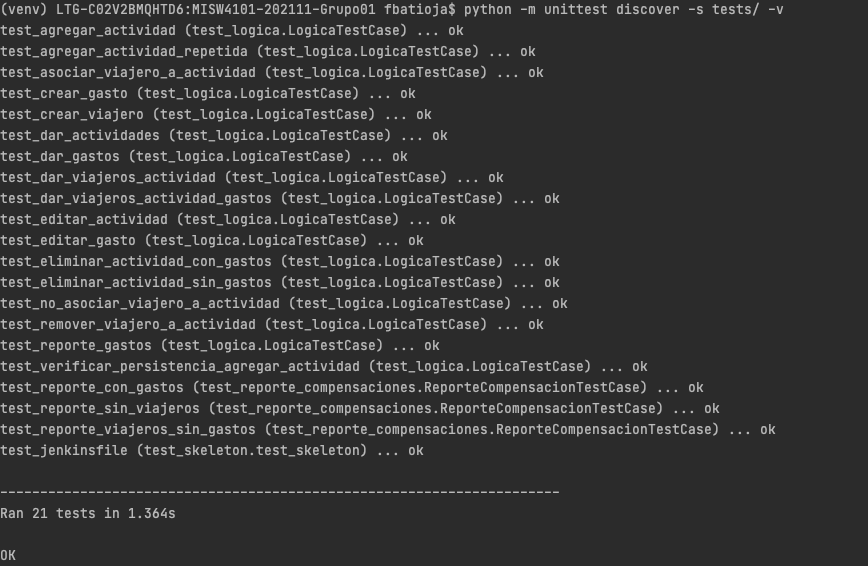 (venv) LTG-C02V2BMQHTD6:MISW4101-202111-Grupo01 fbatioja$ python -m unittest discover -s tests/ -v
test_agregar_actividad (test_logica.LogicaTestCase) ... ok
test_agregar_actividad_repetida (test_logica.LogicaTestCase) ... ok
test_asociar_viajero_a_actividad (test_logica.LogicaTestCase) ... ok
test_crear_gasto (test_logica.LogicaTestCase) ... ok
test_crear_viajero (test_logica.LogicaTestCase) ... ok
test_dar_actividades (test_logica.LogicaTestCase) ... ok
test_dar_gastos (test_logica.LogicaTestCase) ... ok
test_dar_viajeros_actividad (test_logica.LogicaTestCase) ... ok
test_dar_viajeros_actividad_gastos (test_logica.LogicaTestCase) ... ok
test_editar_actividad (test_logica.LogicaTestCase) ... ok
test_editar_gasto (test_logica.LogicaTestCase) ... ok
test_eliminar_actividad_con_gastos (test_logica.LogicaTestCase) ... ok
test_eliminar_actividad_sin_gastos (test_logica.LogicaTestCase) ... ok
test_no_asociar_viajero_a_actividad (test_logica.LogicaTestCase) ... ok
test_remover_viajero_a_actividad (test_logica.LogicaTestCase) ... ok
test_reporte_gastos (test_logica.LogicaTestCase) ... ok
test_verificar_persistencia_agregar_actividad (test_logica.LogicaTestCase) ... ok
test_reporte_con_gastos (test_reporte_compensaciones.ReporteCompensacionTestCase) ... ok
test_reporte_sin_viajeros (test_reporte_compensaciones.ReporteCompensacionTestCase) ... ok
test_reporte_viajeros_sin_gastos (test_reporte_compensaciones.ReporteCompensacionTestCase) ... ok
test_jenkinsfile (test_skeleton.test_skeleton) ... ok
----------------------------------------------------------------------
Ran 21 tests in 1.364s
OK